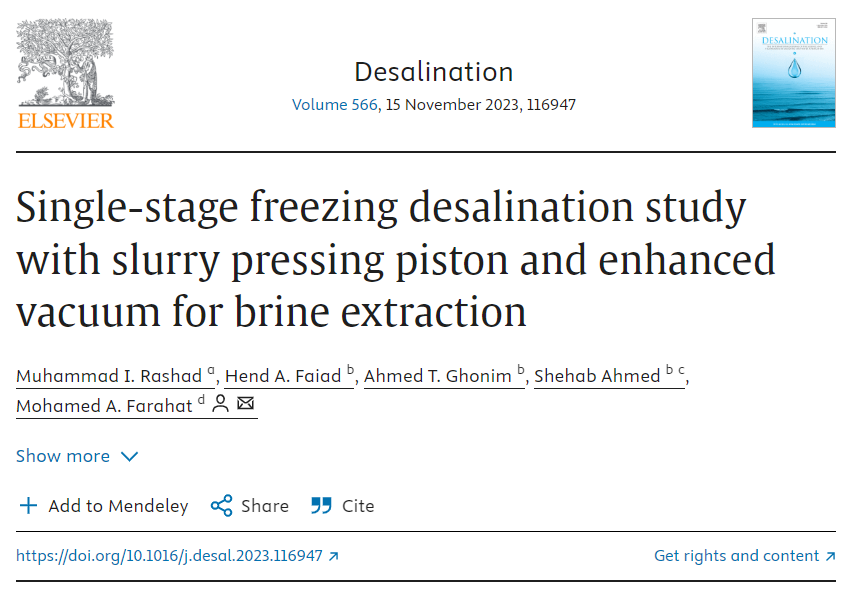 Desalination
Volume 566, 15 November 2023, 116947
ELSEVIER
DESALINATION
Single-stage freezing desalination study
with slurry pressing piston and enhanced
vacuum for brine extraction
Muhammad I. Rashad a, Hend A. Faiad b, Ahmed T. Ghonim b, Shehab Ahmed b c,
Mohamed A. Farahat d
Show more
Add to Mendeley Share Cite
https://doi.org/10.1016/j.desal.2023.116947
Get rights and content